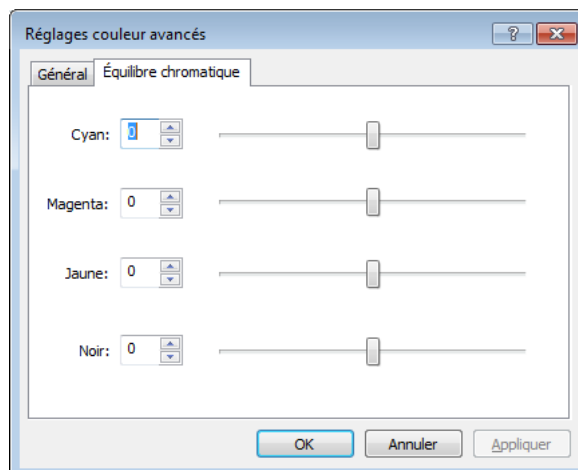 Réglages couleur avancés
Général Équilibre chromatique
Cyan: 0
Magenta: 0
Jaune: 0
Noir: 0
OK Annuler Appliquer